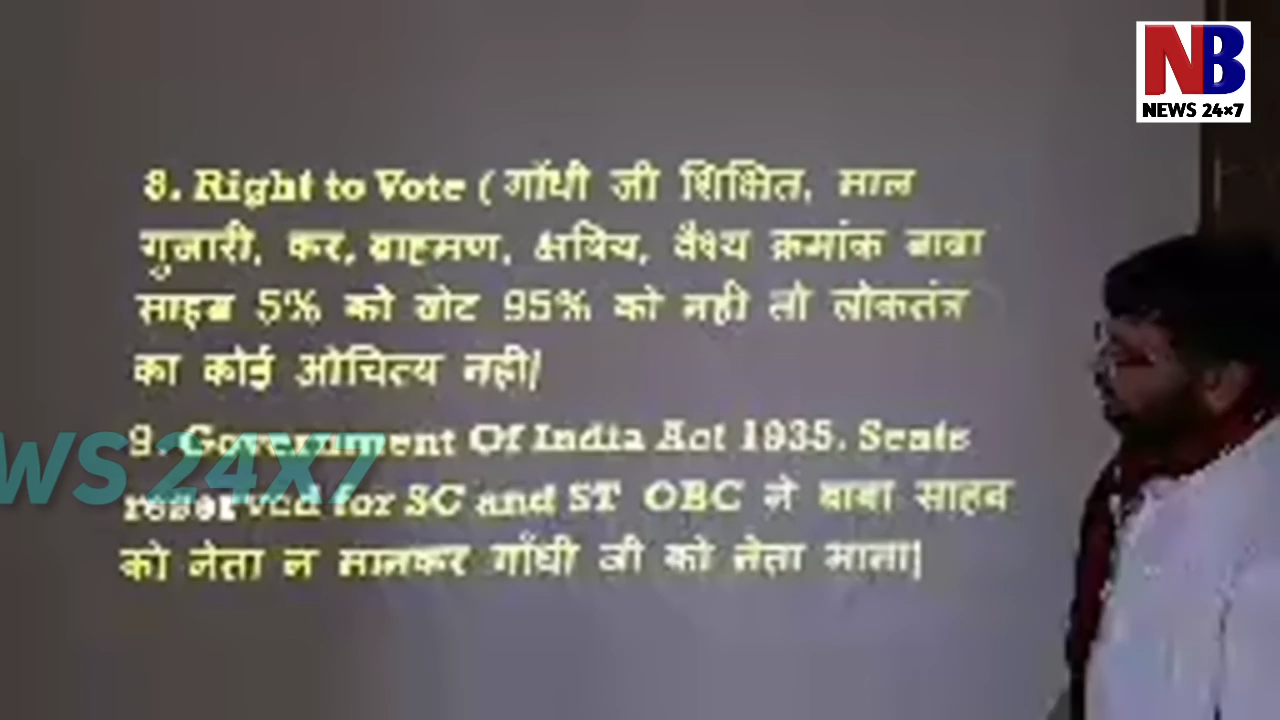 NB
NEWS 24×7
8. Right to Vote ( गाँधी जी शिक्षित, माल
गुजारी, कर, ब्राह्मण, क्षत्रिय, वैश्य क्रमांक बाबा
साहब 5% को वोट 95% को नही तो लोकतंत्र
का कोई ओचित्य नही|
9. Government Of India Act 1935. Seats
reserved for SC and ST OBC ने बाबा साहब
को नेता न मानकर गाँधी जी को नेता माना|
WS 24X7